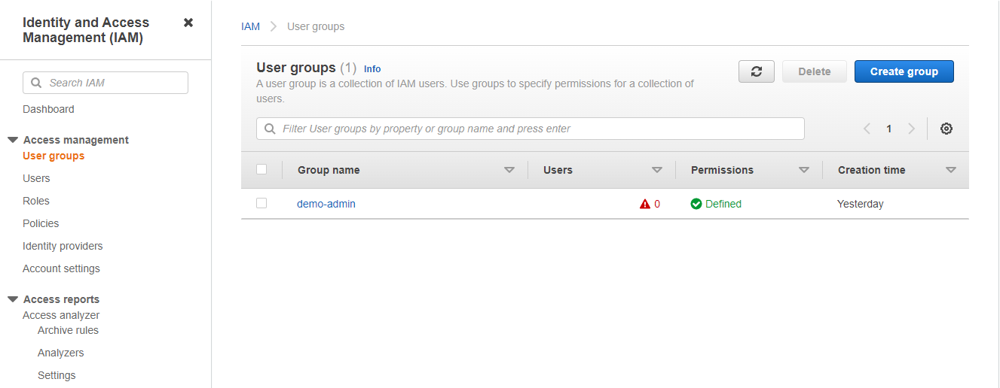 Identity and Access
Management (IAM)
Search IAM
Dashboard
Access management
User groups
Users
Roles
Policies
Identity providers
Account settings
Access reports
Access analyzer
Archive rules
Analyzers
Settings
IAM User groups
User groups (1) Info
A user group is a collection of IAM users. Use groups to specify permissions for a collection of
users.
Delete
Create group
Filter User groups by property or group name and press enter
1
Group name Users Permissions Creation time
demo-admin 0 Defined Yesterday